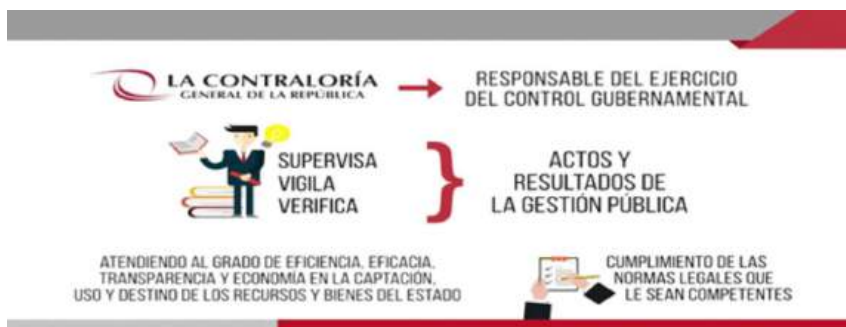 LA CONTRALORÍA
GENERAL DE LA REPÚBLICA
RESPONSABLE DEL EJERCICIO
DEL CONTROL GUBERNAMENTAL
SUPERVISA
VIGILA
VERIFICA
ACTOS Y
RESULTADOS DE
LA GESTIÓN PÚBLICA
ATENDIENDO AL GRADO DE EFICIENCIA, EFICACIA,
TRANSPARENCIA Y ECONOMÍA EN LA CAPTACIÓN,
USO Y DESTINO DE LOS RECURSOS Y BIENES DEL ESTADO
CUMPLIMIENTO DE LAS
NORMAS LEGALES QUE
LE SEAN COMPETENTES